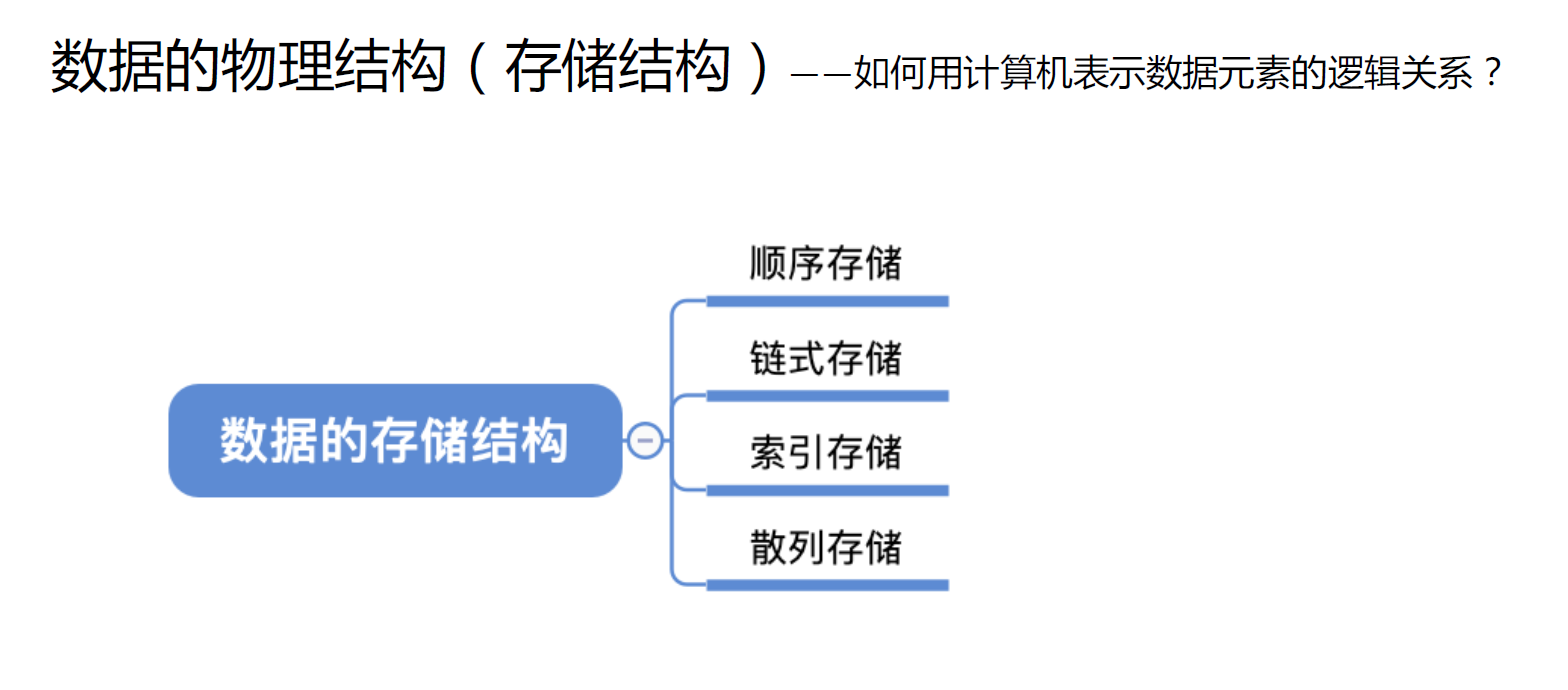 数据的物理结构（存储结构）——如何用计算机表示数据元素的逻辑关系？
顺序存储
链式存储
数据的存储结构
索引存储
散列存储